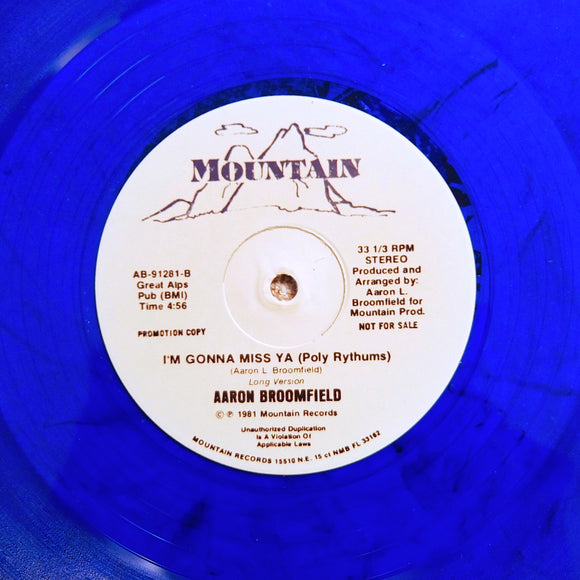 MOUNTAIN
AB-91281-B
Great Alps
Pub (BMI)
Time 4:56
33 1/3 RPM
STEREO
Produced and
Arranged by:
Aaron L.
Broomfield for
Mountain Prod.
PROMOTION COPY
NOT FOR SALE
I'M GONNA MISS YA (Poly Rythums)
(Aaron L. Broomfield)
Long Version
AARON BROOMFIELD
© ℗ 1981 Mountain Records
Unauthorized Duplication
Is A Violation Of
Applicable Laws
MOUNTAIN RECORDS 15510 N.E. 15 ct NMB FL 33162